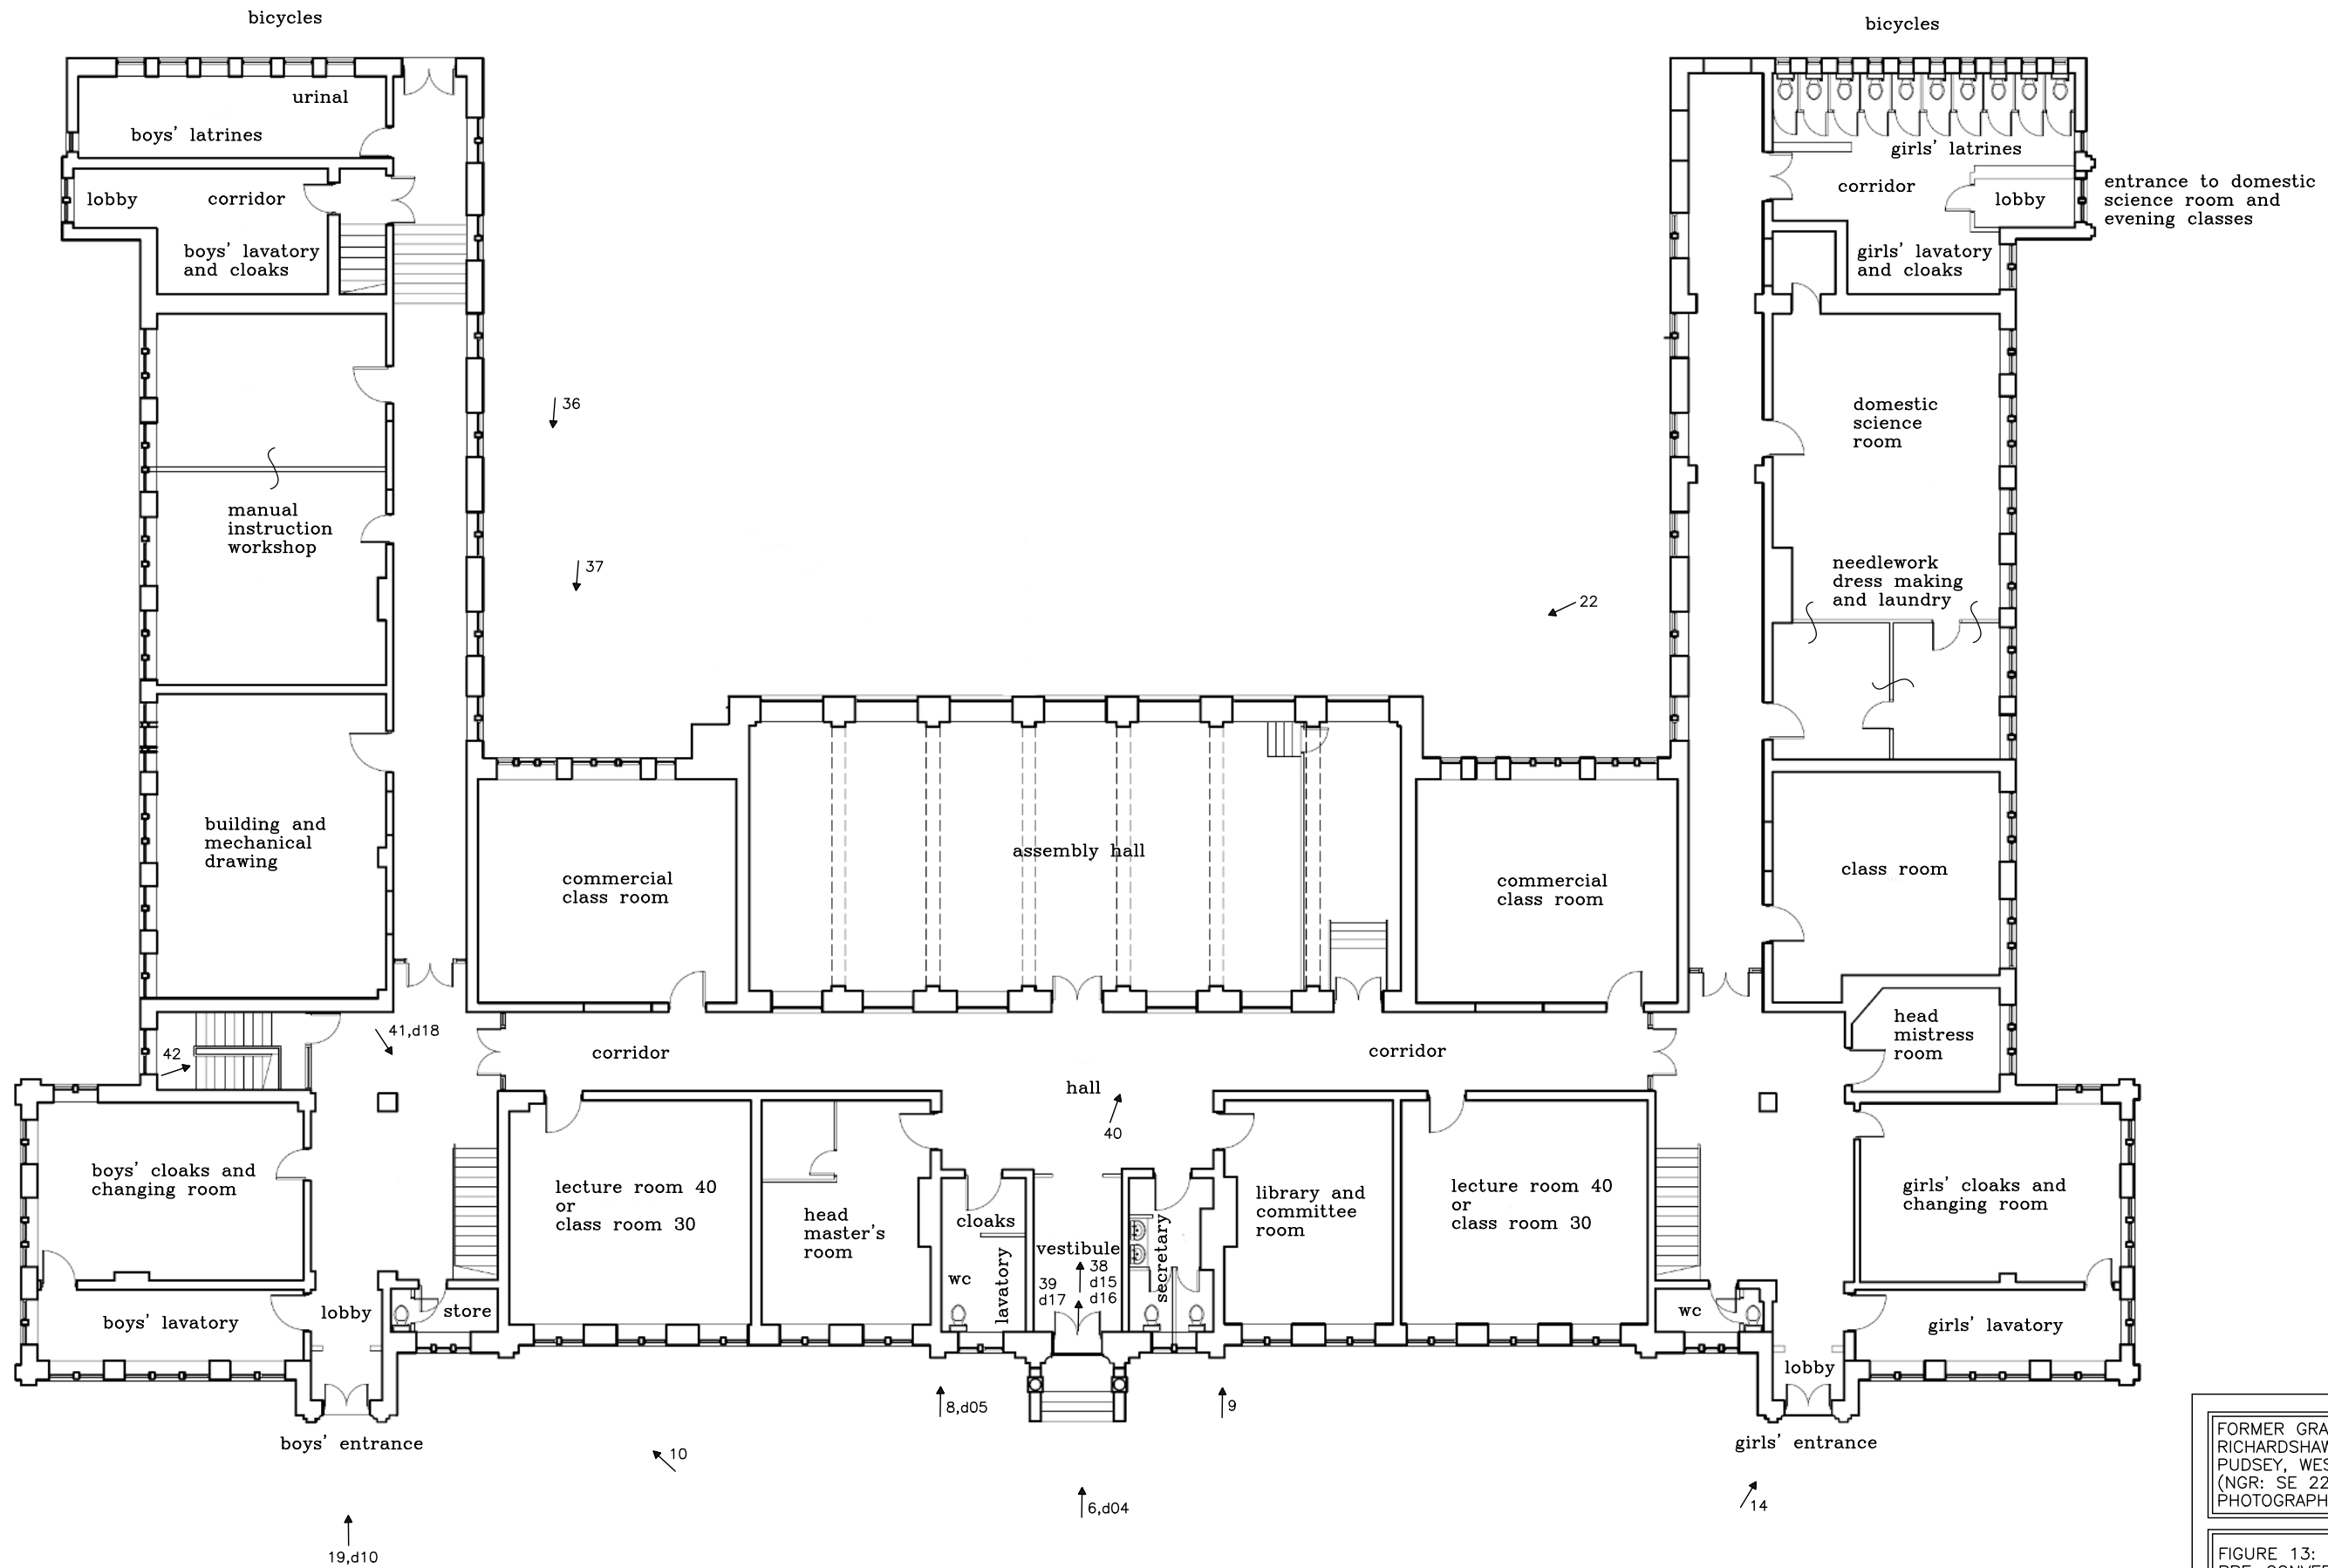 bicycles
bicycles
urinal
boys' latrines
lobby
corridor
boys' lavatory
and cloaks
girls' latrines
corridor
lobby
entrance to domestic
science room and
evening classes
girls' lavatory
and cloaks
36
domestic
science
room
manual
instruction
workshop
37
needlework
dress making
and laundry
22
building and
mechanical
drawing
commercial
class room
assembly hall
commercial
class room
class room
41,d18
42
corridor
corridor
head
mistress
room
hall
40
boys' cloaks and
changing room
lecture room 40
or
class room 30
head
master's
room
cloaks
wc
lavatory
vestibule
39
d17
38
d15
d16
secretary
library and
committee
room
lecture room 40
or
class room 30
girls' cloaks and
changing room
boys' lavatory
lobby
store
wc
girls' lavatory
lobby
8,d05
9
boys' entrance
10
girls' entrance
6,d04
14
19,d10
FORMER GRA
RICHARDSHAW
PUDSEY, WES
(NGR: SE 22
PHOTOGRAPH
FIGURE 13: